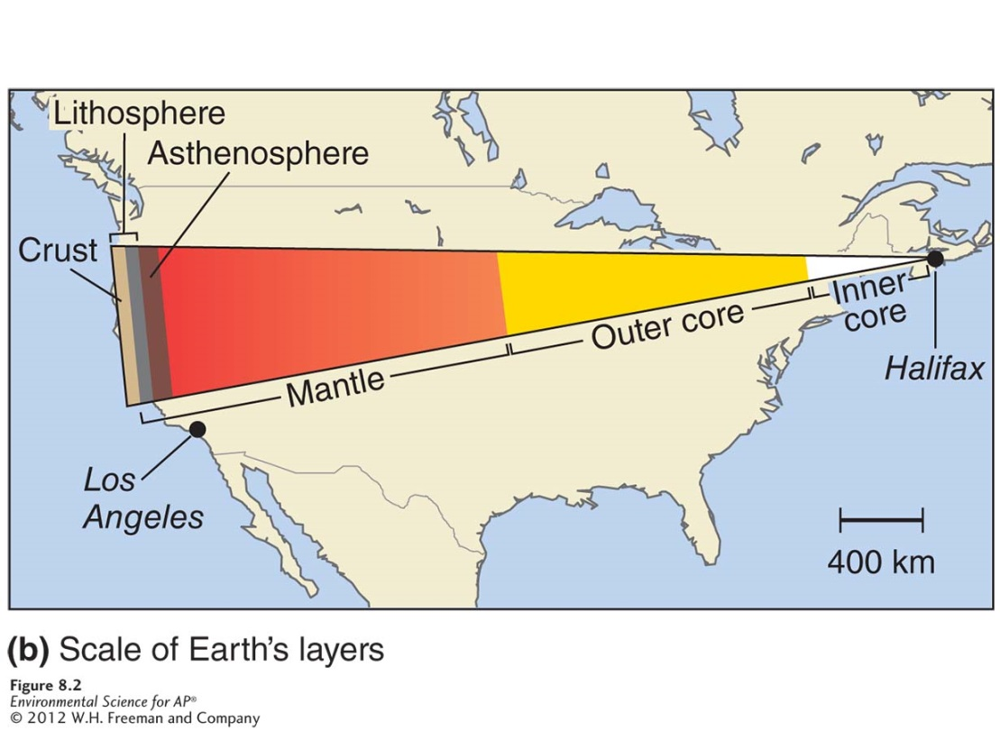 Lithosphere
Asthenosphere
Crust
Inner
core
Outer core
Mantle
Halifax
Los
Angeles
400 km
(b) Scale of Earth's layers
Figure 8.2
Environmental Science for AP®
© 2012 W.H. Freeman and Company